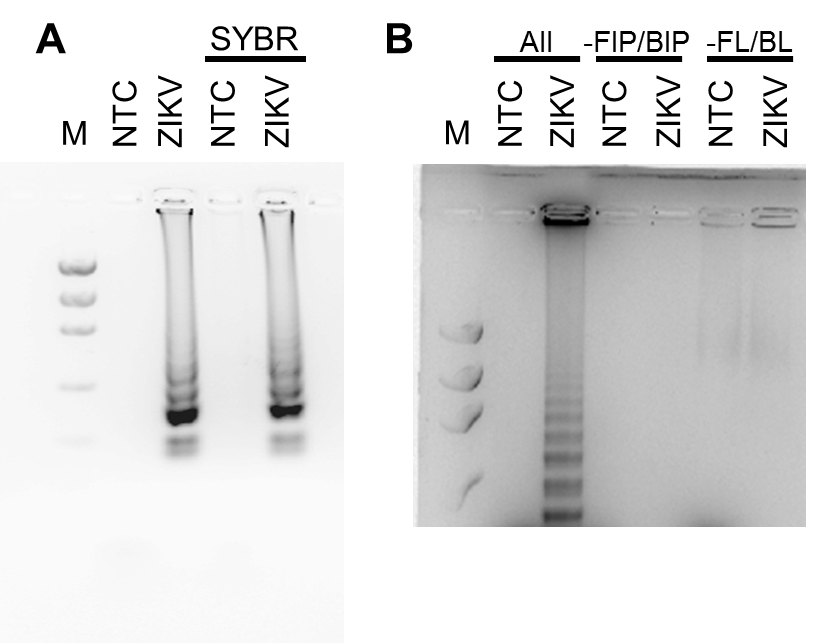 A
SYBR
M NTC ZIKV NTC ZIKV
B
All -FIP/BIP -FL/BL
M NTC ZIKV NTC ZIKV NTC ZIKV